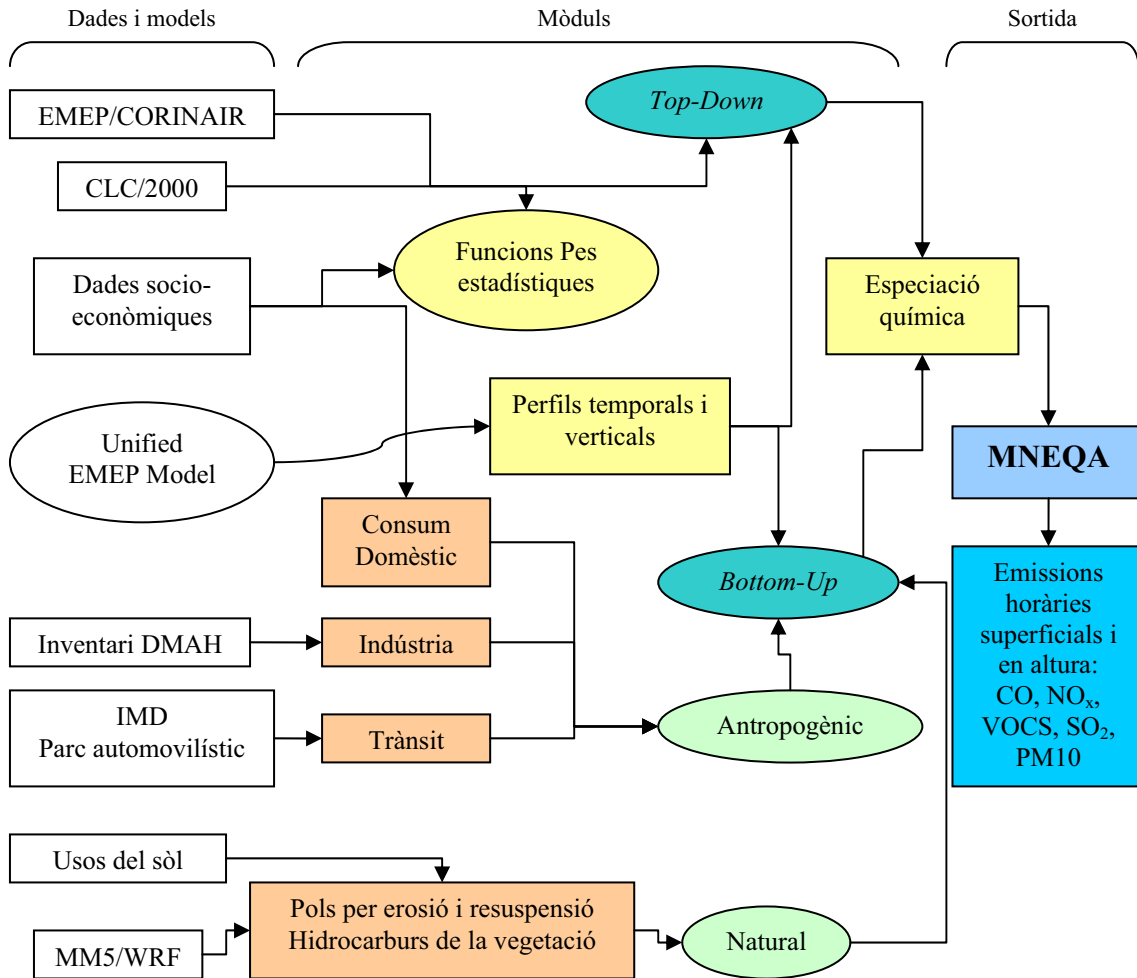 Dades i models
Mòduls
Sortida
EMEP/CORINAIR
Top-Down
CLC/2000
Funcions Pes
estadístiques
Dades socio-
econòmiques
Especiació
química
Perfils temporals i
verticals
Unified
EMEP Model
MNEQA
Consum
Domèstic
Bottom-Up
Emissions
horàries
superficials i
en altura:
CO, NOₓ,
VOCS, SO₂,
PM10
Inventari DMAH
Indústria
IMD
Parc automovilístic
Trànsit
Antropogènic
Usos del sòl
Pols per erosió i resuspensió
Hidrocarburs de la vegetació
MM5/WRF
Natural